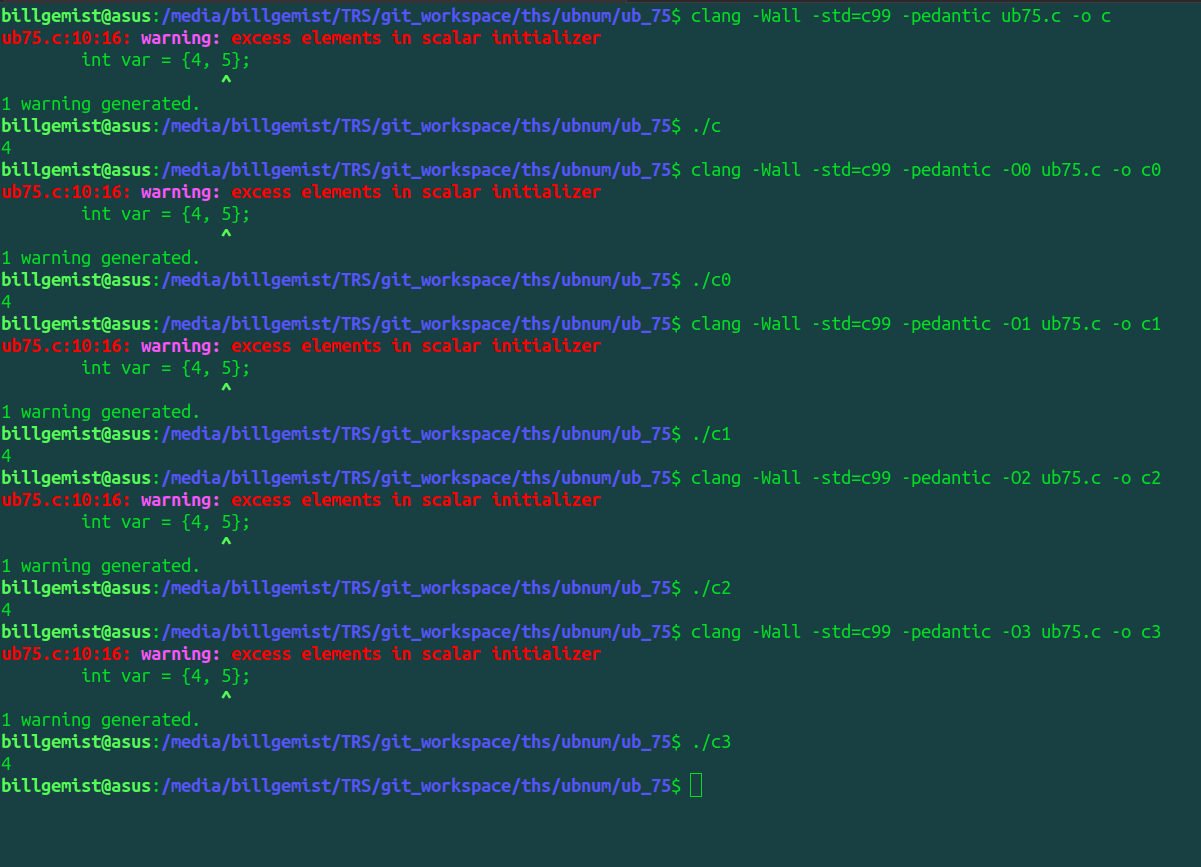 billgemist@asus:/media/billgemist/TRS/git_workspace/ths/ubnum/ub_75$ clang -Wall -std=c99 -pedantic ub75.c -o c
ub75.c:10:16: warning: excess elements in scalar initializer
        int var = {4, 5};
                      ^
1 warning generated.
billgemist@asus:/media/billgemist/TRS/git_workspace/ths/ubnum/ub_75$ ./c
4
billgemist@asus:/media/billgemist/TRS/git_workspace/ths/ubnum/ub_75$ clang -Wall -std=c99 -pedantic -O0 ub75.c -o c0
ub75.c:10:16: warning: excess elements in scalar initializer
        int var = {4, 5};
                      ^
1 warning generated.
billgemist@asus:/media/billgemist/TRS/git_workspace/ths/ubnum/ub_75$ ./c0
4
billgemist@asus:/media/billgemist/TRS/git_workspace/ths/ubnum/ub_75$ clang -Wall -std=c99 -pedantic -O1 ub75.c -o c1
ub75.c:10:16: warning: excess elements in scalar initializer
        int var = {4, 5};
                      ^
1 warning generated.
billgemist@asus:/media/billgemist/TRS/git_workspace/ths/ubnum/ub_75$ ./c1
4
billgemist@asus:/media/billgemist/TRS/git_workspace/ths/ubnum/ub_75$ clang -Wall -std=c99 -pedantic -O2 ub75.c -o c2
ub75.c:10:16: warning: excess elements in scalar initializer
        int var = {4, 5};
                      ^
1 warning generated.
billgemist@asus:/media/billgemist/TRS/git_workspace/ths/ubnum/ub_75$ ./c2
4
billgemist@asus:/media/billgemist/TRS/git_workspace/ths/ubnum/ub_75$ clang -Wall -std=c99 -pedantic -O3 ub75.c -o c3
ub75.c:10:16: warning: excess elements in scalar initializer
        int var = {4, 5};
                      ^
1 warning generated.
billgemist@asus:/media/billgemist/TRS/git_workspace/ths/ubnum/ub_75$ ./c3
4
billgemist@asus:/media/billgemist/TRS/git_workspace/ths/ubnum/ub_75$